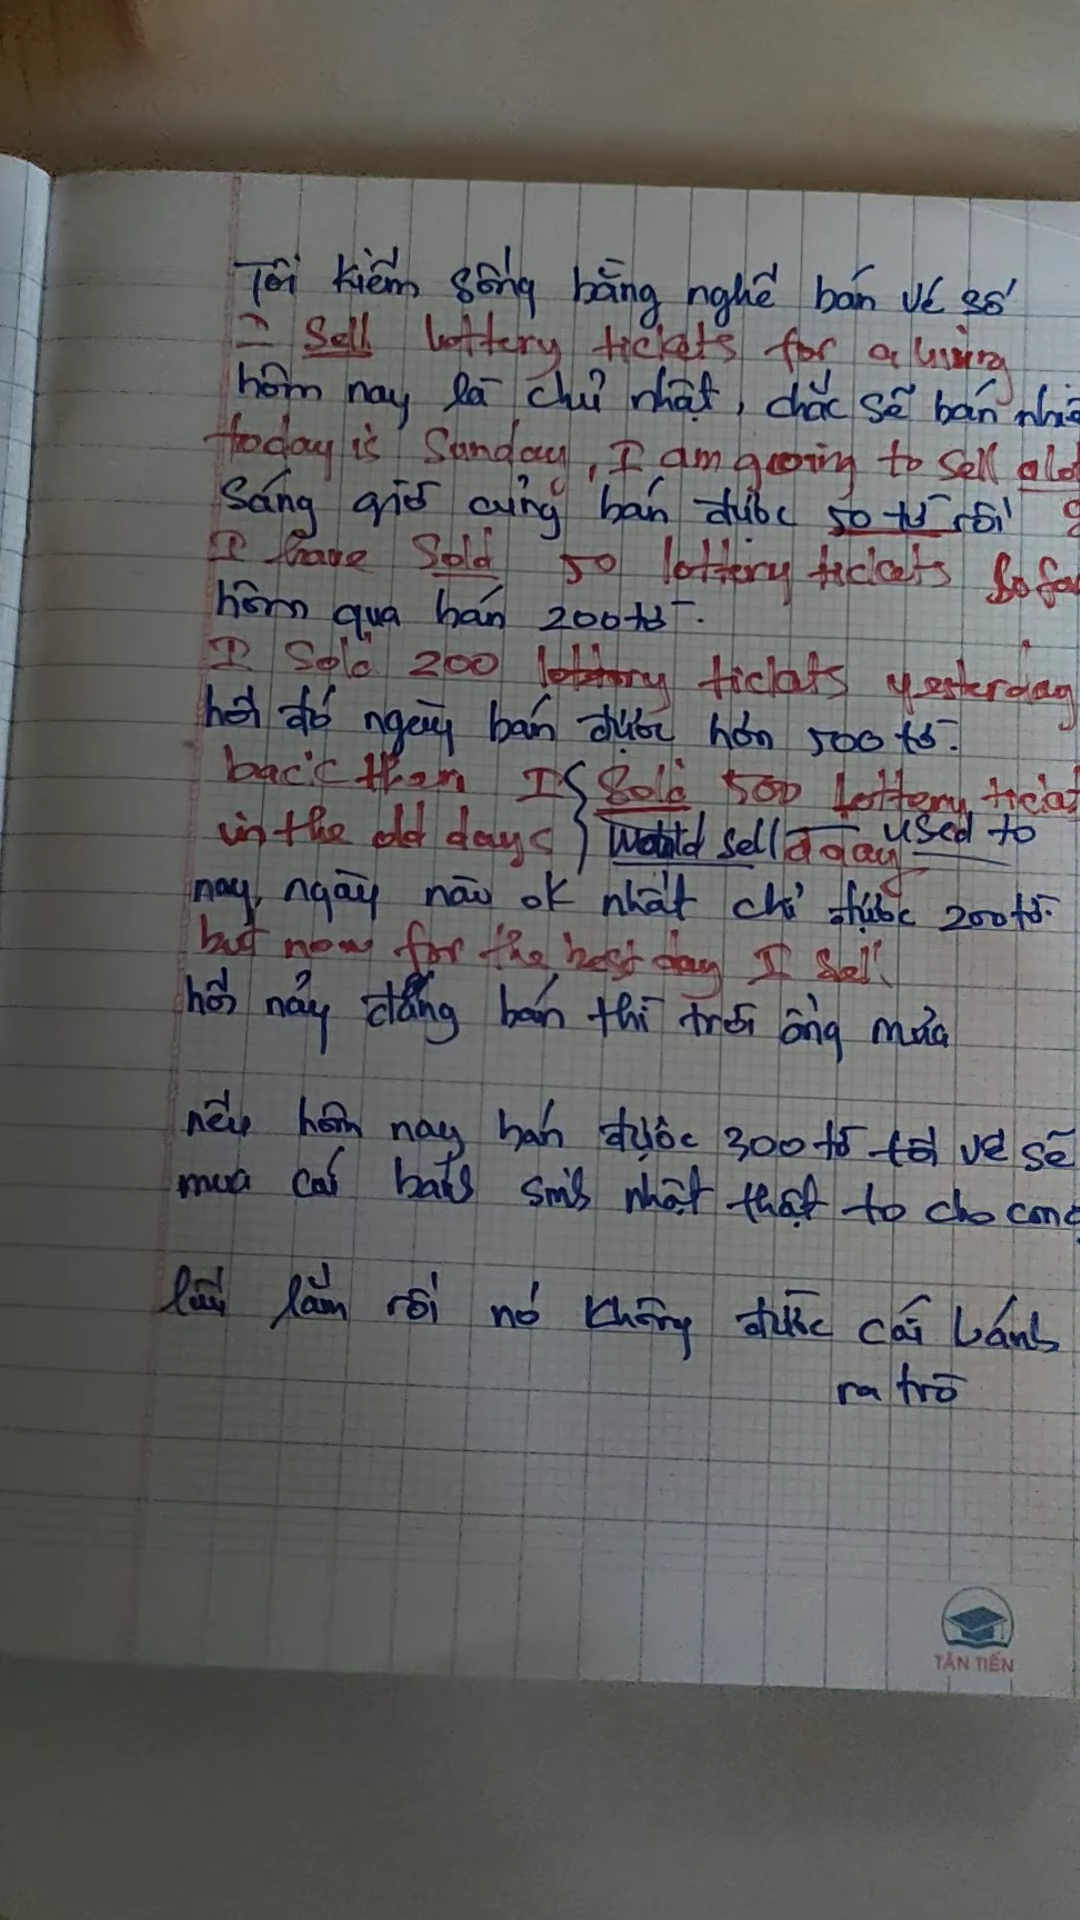 Tôi kiếm sống bằng nghề bán vé số
I Sell lottery tickets for a living
hôm nay là chủ nhật, chắc sẽ bán
today is Sunday, I am going to sell
Sáng giờ cũng bán được 50 tờ rồi
I have Sold 50 lottery tickets So
hôm qua bán 200 tờ.
I Sold 200 lottery tickets yesterday
hồi đó ngày bán được hơn 500 tờ.
back then I Sold 500 lottery
in the old days would sell a day used to
nay, ngày nào ok nhất chỉ được 200 tờ.
but now for the best day I sell
hồi nãy đang bán thì trời ông mưa
nếu hôm nay bán được 300 tờ tôi về sẽ
mua cái bánh sinh nhật thật to cho con
lâu lắm rồi nó không được cái bánh
ra trò
TÂN TIẾN